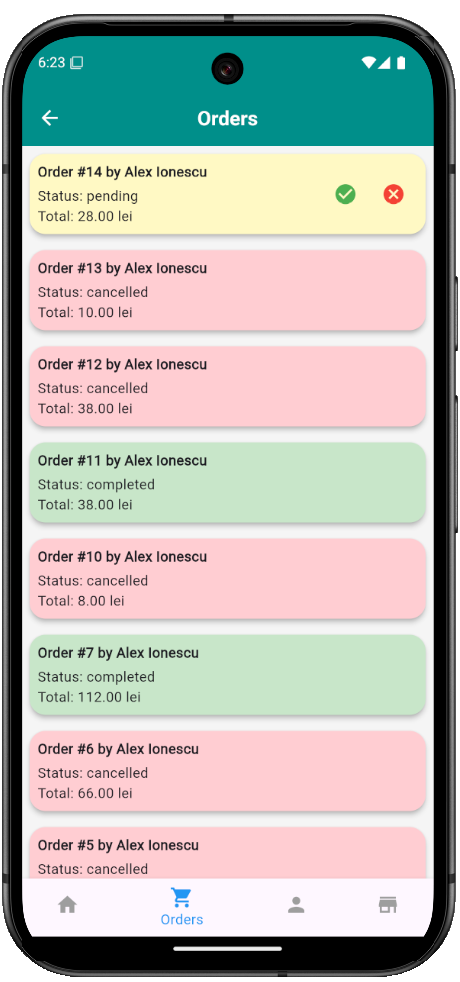 6:23
Orders
Order #14 by Alex Ionescu
Status: pending
Total: 28.00 lei
Order #13 by Alex Ionescu
Status: cancelled
Total: 10.00 lei
Order #12 by Alex Ionescu
Status: cancelled
Total: 38.00 lei
Order #11 by Alex Ionescu
Status: completed
Total: 38.00 lei
Order #10 by Alex Ionescu
Status: cancelled
Total: 8.00 lei
Order #7 by Alex Ionescu
Status: completed
Total: 112.00 lei
Order #6 by Alex Ionescu
Status: cancelled
Total: 66.00 lei
Order #5 by Alex Ionescu
Status: cancelled
Orders